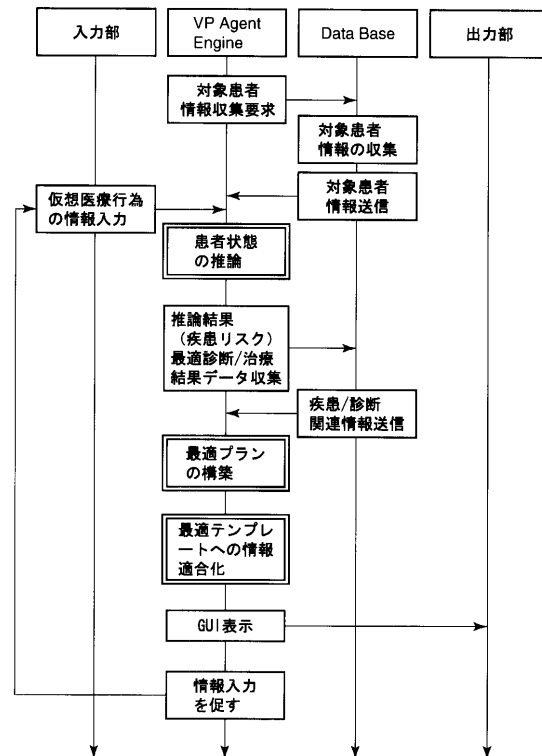 入力部
VP Agent
Engine
Data Base
出力部
対象患者
情報収集要求
対象患者
情報の収集
対象患者
情報送信
仮想医療行為
の情報入力
患者状態
の推論
推論結果
（疾患リスク）
最適診断/治療
結果データ収集
疾患/診断
関連情報送信
最適プラン
の構築
最適テンプレ
ートへの情報
適合化
GUI表示
情報入力
を促す